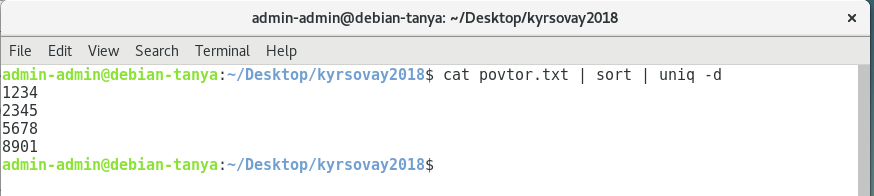 admin-admin@debian-tanya: ~/Desktop/kyrsovay2018 ×
File Edit View Search Terminal Help
admin-admin@debian-tanya:~/Desktop/kyrsovay2018$ cat povtor.txt | sort | uniq -d
1234
2345
5678
8901
admin-admin@debian-tanya:~/Desktop/kyrsovay2018$